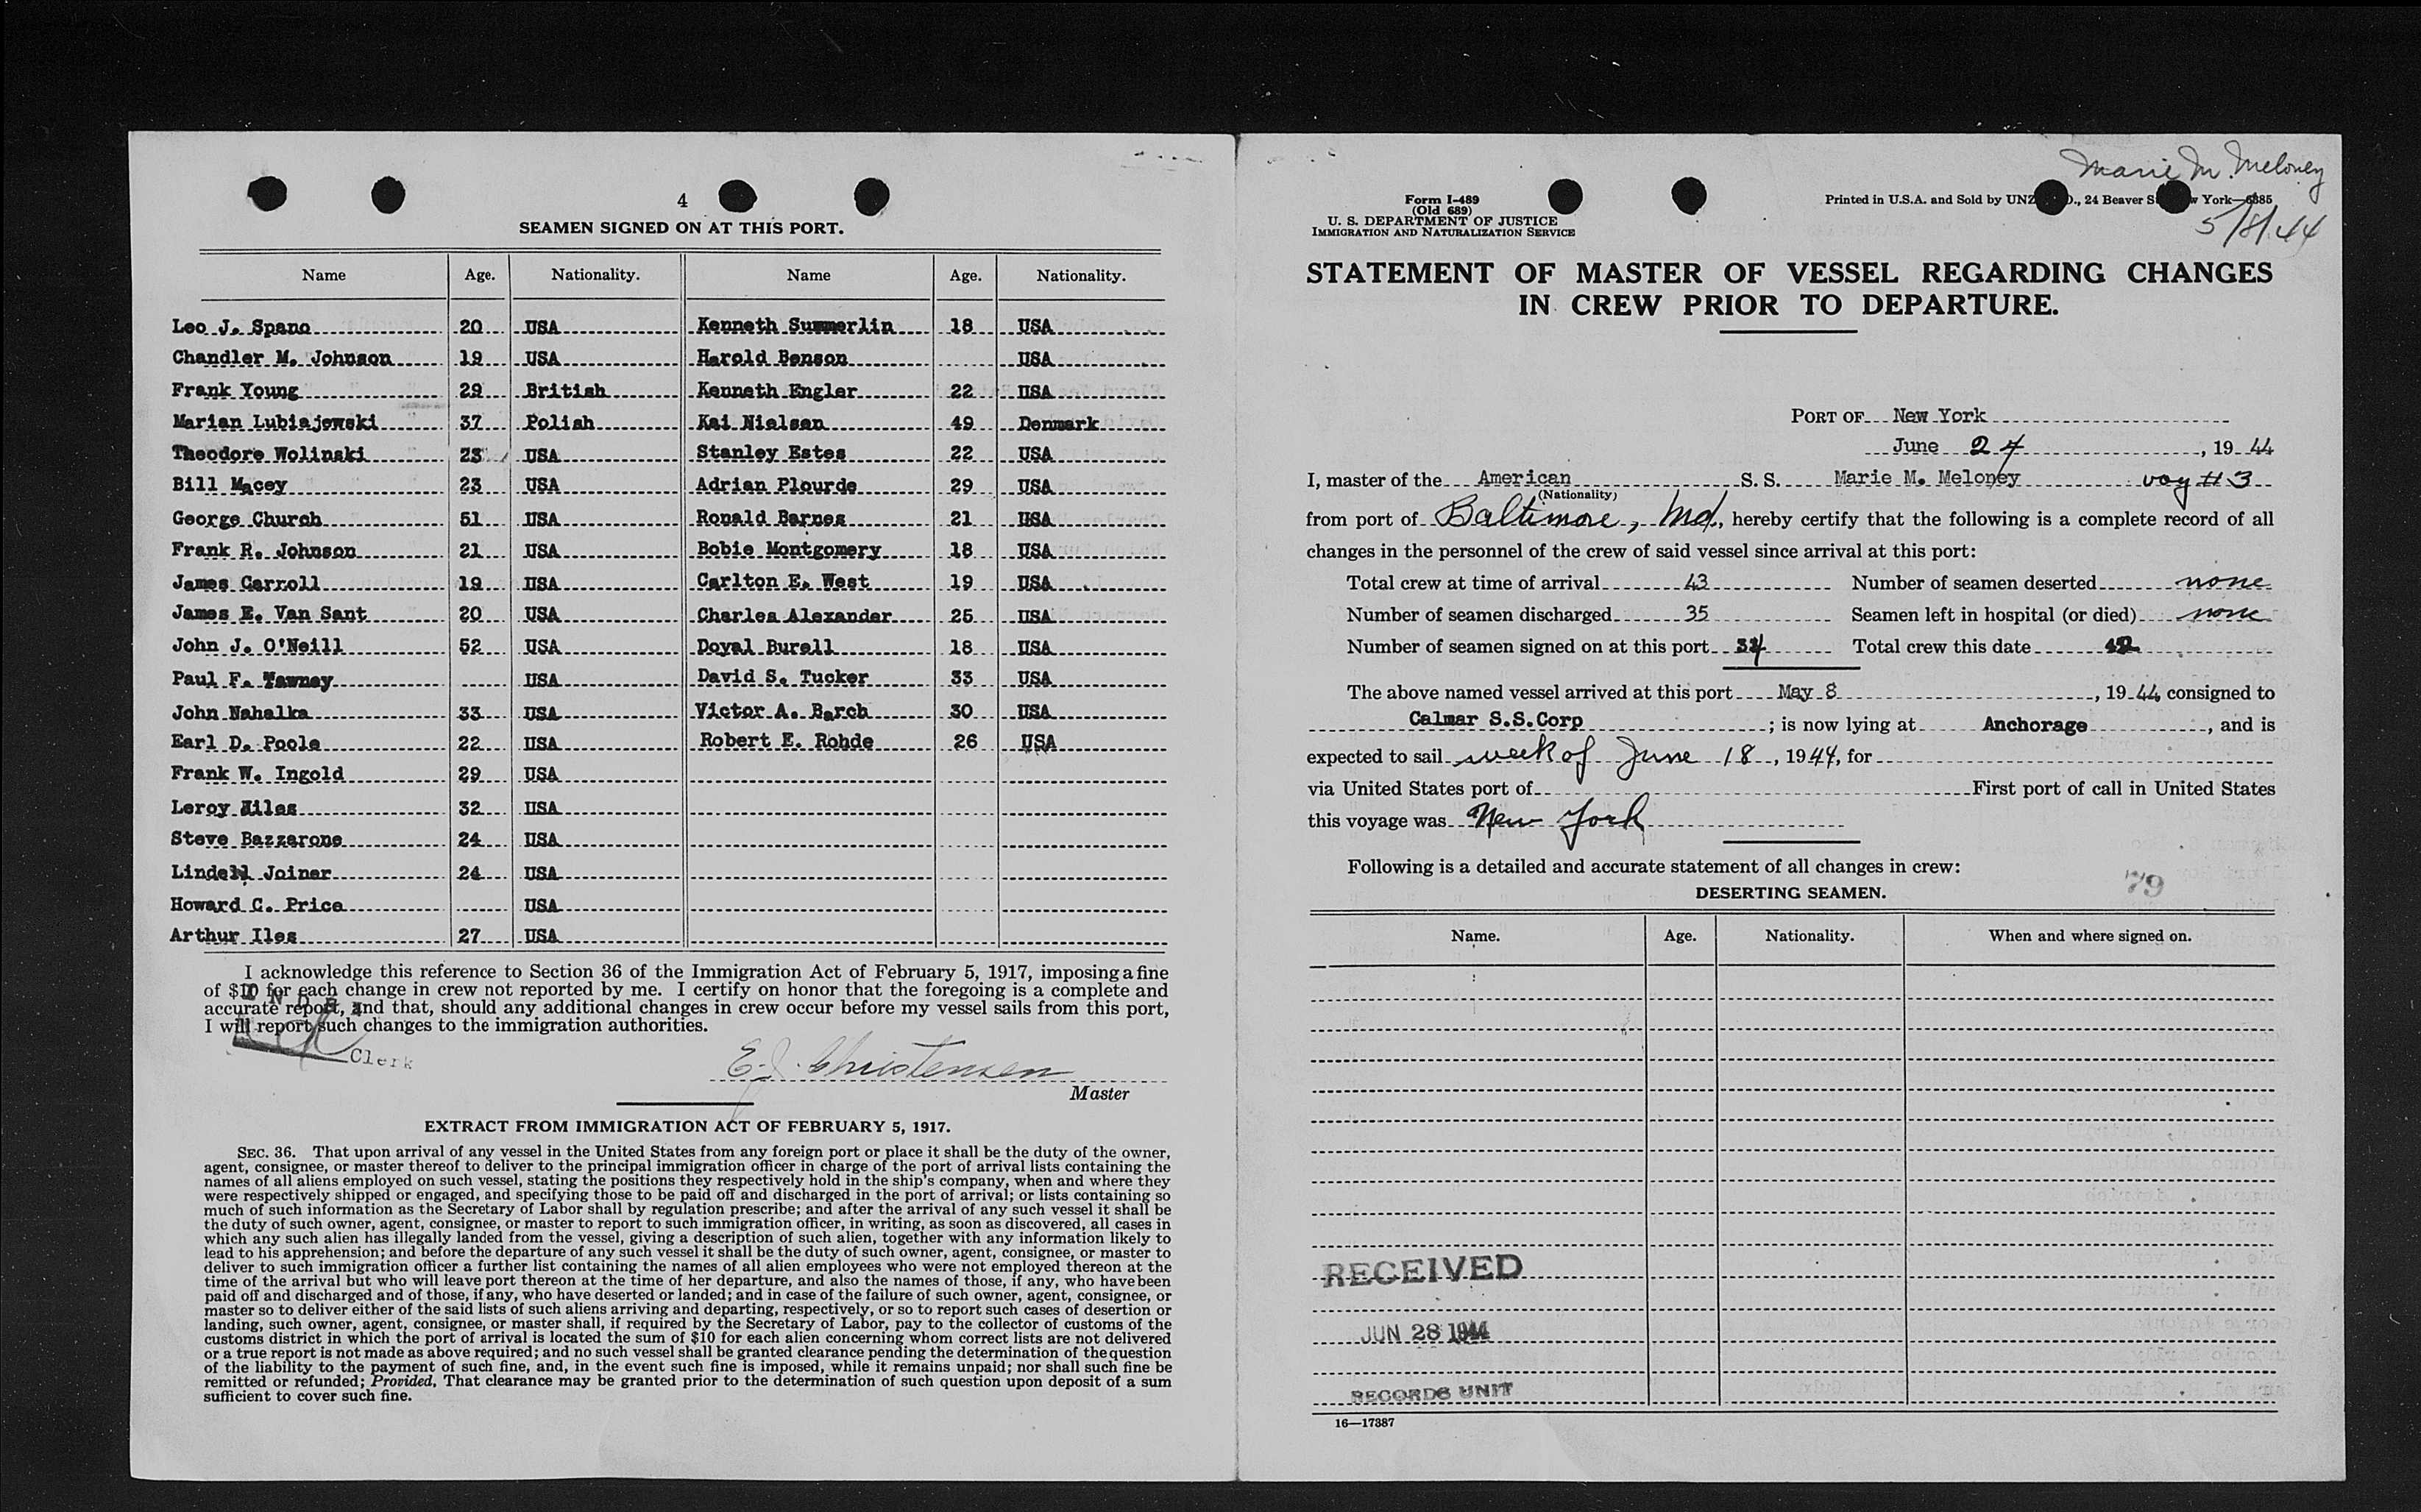 4
SEAMEN SIGNED ON AT THIS PORT.
Name Age. Nationality. Name Age. Nationality.
Leo J. Spano 20 USA Kenneth Summerlin 18 USA
Chandler M. Johnson 19 USA Harold Benson USA
Frank Young 29 British Kenneth Engler 22 USA
Marian Lubiajewski 37 Polish Kai Nielsen 49 Denmark
Theodore Wolinski 23 USA Stanley Estes 22 USA
Bill Macey 23 USA Adrian Plourde 29 USA
George Church 51 USA Ronald Barnes 21 USA
Frank R. Johnson 21 USA Bobie Montgomery 18 USA
James Carroll 19 USA Carlton E. West 19 USA
James E. Van Sant 20 USA Charles Alexander 25 USA
John J. O'Neill 52 USA Doyal Burell 18 USA
Paul F. Tawney USA David S. Tucker 33 USA
John Nahalka 33 USA Victor A. Barch 30 USA
Earl D. Poole 22 USA Robert E. Rohde 26 USA
Frank W. Ingold 29 USA
Leroy 32 USA
Steve Bazzarone 24 USA
Lindell Joiner 24 USA
Howard C. Price USA
Arthur Iles 27 USA
I acknowledge this reference to Section 36 of the Immigration Act of February 5, 1917, imposing a fine
of $10 for each change in crew not reported by me. I certify on honor that the foregoing is a complete and
accurate report, and that, should any additional changes in crew occur before my vessel sails from this port,
I will report such changes to the immigration authorities.
Clerk
E. J. Christensen
Master
EXTRACT FROM IMMIGRATION ACT OF FEBRUARY 5, 1917.
SEC. 36. That upon arrival of any vessel in the United States from any foreign port or place it shall be the duty of the owner,
agent, consignee, or master thereof to deliver to the principal immigration officer in charge of the port of arrival lists containing the
names of all aliens employed on such vessel, stating the positions they respectively hold in the ship's company, when and where they
were respectively shipped or engaged, and specifying those to be paid off and discharged in the port of arrival; or lists containing so
much of such information as the Secretary of Labor shall by regulation prescribe; and after the arrival of any such vessel it shall be
the duty of such owner, agent, consignee, or master to report to such immigration officer, in writing, as soon as discovered, all cases in
which any such alien has illegally landed from the vessel, giving a description of such alien, together with any information likely to
lead to his apprehension; and before the departure of any such vessel it shall be the duty of such owner, agent, consignee, or master to
deliver to such immigration officer a further list containing the names of all alien employees who were not employed thereon at the
time of the arrival but who will leave port thereon at the time of her departure, and also the names of those, if any, who have been
paid off and discharged and of those, if any, who have deserted or landed; and in case of the failure of such owner, agent, consignee, or
master so to deliver either of the said lists of such aliens arriving and departing, respectively, or so to report such cases of desertion or
landing, such owner, agent, consignee, or master shall, if required by the Secretary of Labor, pay to the collector of customs of the
customs district in which the port of arrival is located the sum of $10 for each alien concerning whom correct lists are not delivered
or a true report is not made as above required; and no such vessel shall be granted clearance pending the determination of the question
of the liability to the payment of such fine, and, in the event such fine is imposed, while it remains unpaid; nor shall such fine be
remitted or refunded; Provided, That clearance may be granted prior to the determination of such question upon deposit of a sum
sufficient to cover such fine.
Marie M. Meloney
5/8/44
Form I-489
(Old 689)
U. S. DEPARTMENT OF JUSTICE
IMMIGRATION AND NATURALIZATION SERVICE
Printed in U.S.A. and Sold by UNZ 24 Beaver York—6885
STATEMENT OF MASTER OF VESSEL REGARDING CHANGES
IN CREW PRIOR TO DEPARTURE.
PORT OF New York
June 27, 1944
I, master of the American S. S. Marie M. Meloney voy # 3
(Nationality)
from port of Baltimore, Md., hereby certify that the following is a complete record of all
changes in the personnel of the crew of said vessel since arrival at this port:
Total crew at time of arrival 43 Number of seamen deserted none
Number of seamen discharged 35 Seamen left in hospital (or died) none
Number of seamen signed on at this port 34 Total crew this date 42
The above named vessel arrived at this port May 8, 1944, consigned to
Calmar S.S.Corp; is now lying at Anchorage, and is
expected to sail week of June 18, 1944, for
via United States port of First port of call in United States
this voyage was New York
Following is a detailed and accurate statement of all changes in crew:
79
DESERTING SEAMEN.
Name. Age. Nationality. When and where signed on.
RECEIVED
JUN 28 1944
RECORDS UNIT
16—17387